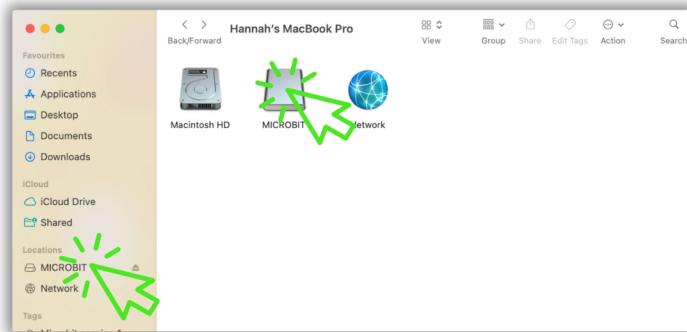 Hannah's MacBook Pro
Back/Forward
View
Group
Share
Edit Tags
Action
Search
Favourites
Recents
Applications
Desktop
Documents
Downloads
iCloud
iCloud Drive
Shared
Locations
MICROBIT
Network
Tags
Macintosh HD
MICROBIT
Network